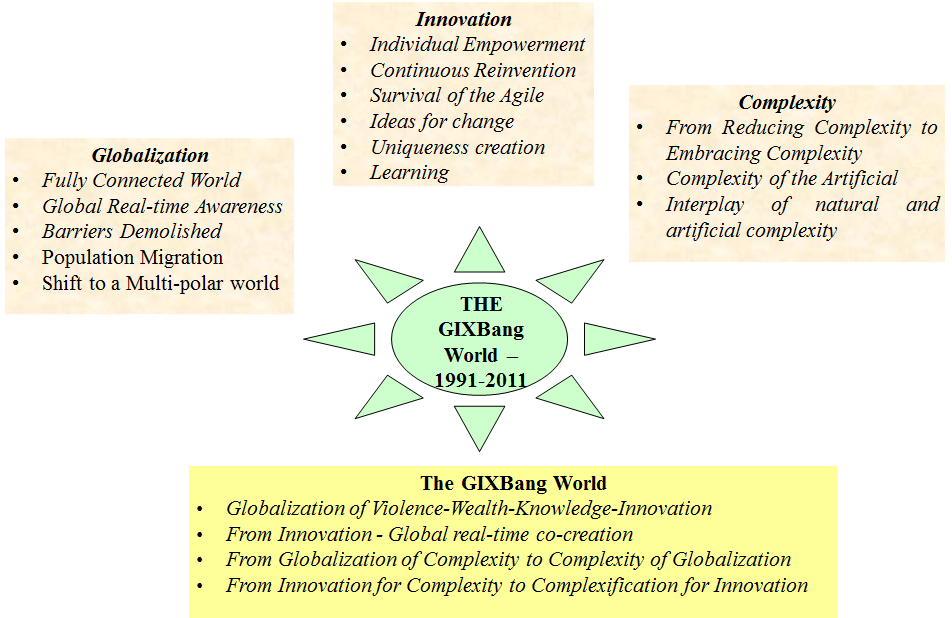 Innovation
• Individual Empowerment
• Continuous Reinvention
• Survival of the Agile
• Ideas for change
• Uniqueness creation
• Learning
Complexity
• From Reducing Complexity to
Embracing Complexity
• Complexity of the Artificial
• Interplay of natural and
artificial complexity
Globalization
• Fully Connected World
• Global Real-time Awareness
• Barriers Demolished
• Population Migration
• Shift to a Multi-polar world
THE
GIXBang
World –
1991-2011
The GIXBang World
• Globalization of Violence-Wealth-Knowledge-Innovation
• From Innovation - Global real-time co-creation
• From Globalization of Complexity to Complexity of Globalization
• From Innovation for Complexity to Complexification for Innovation